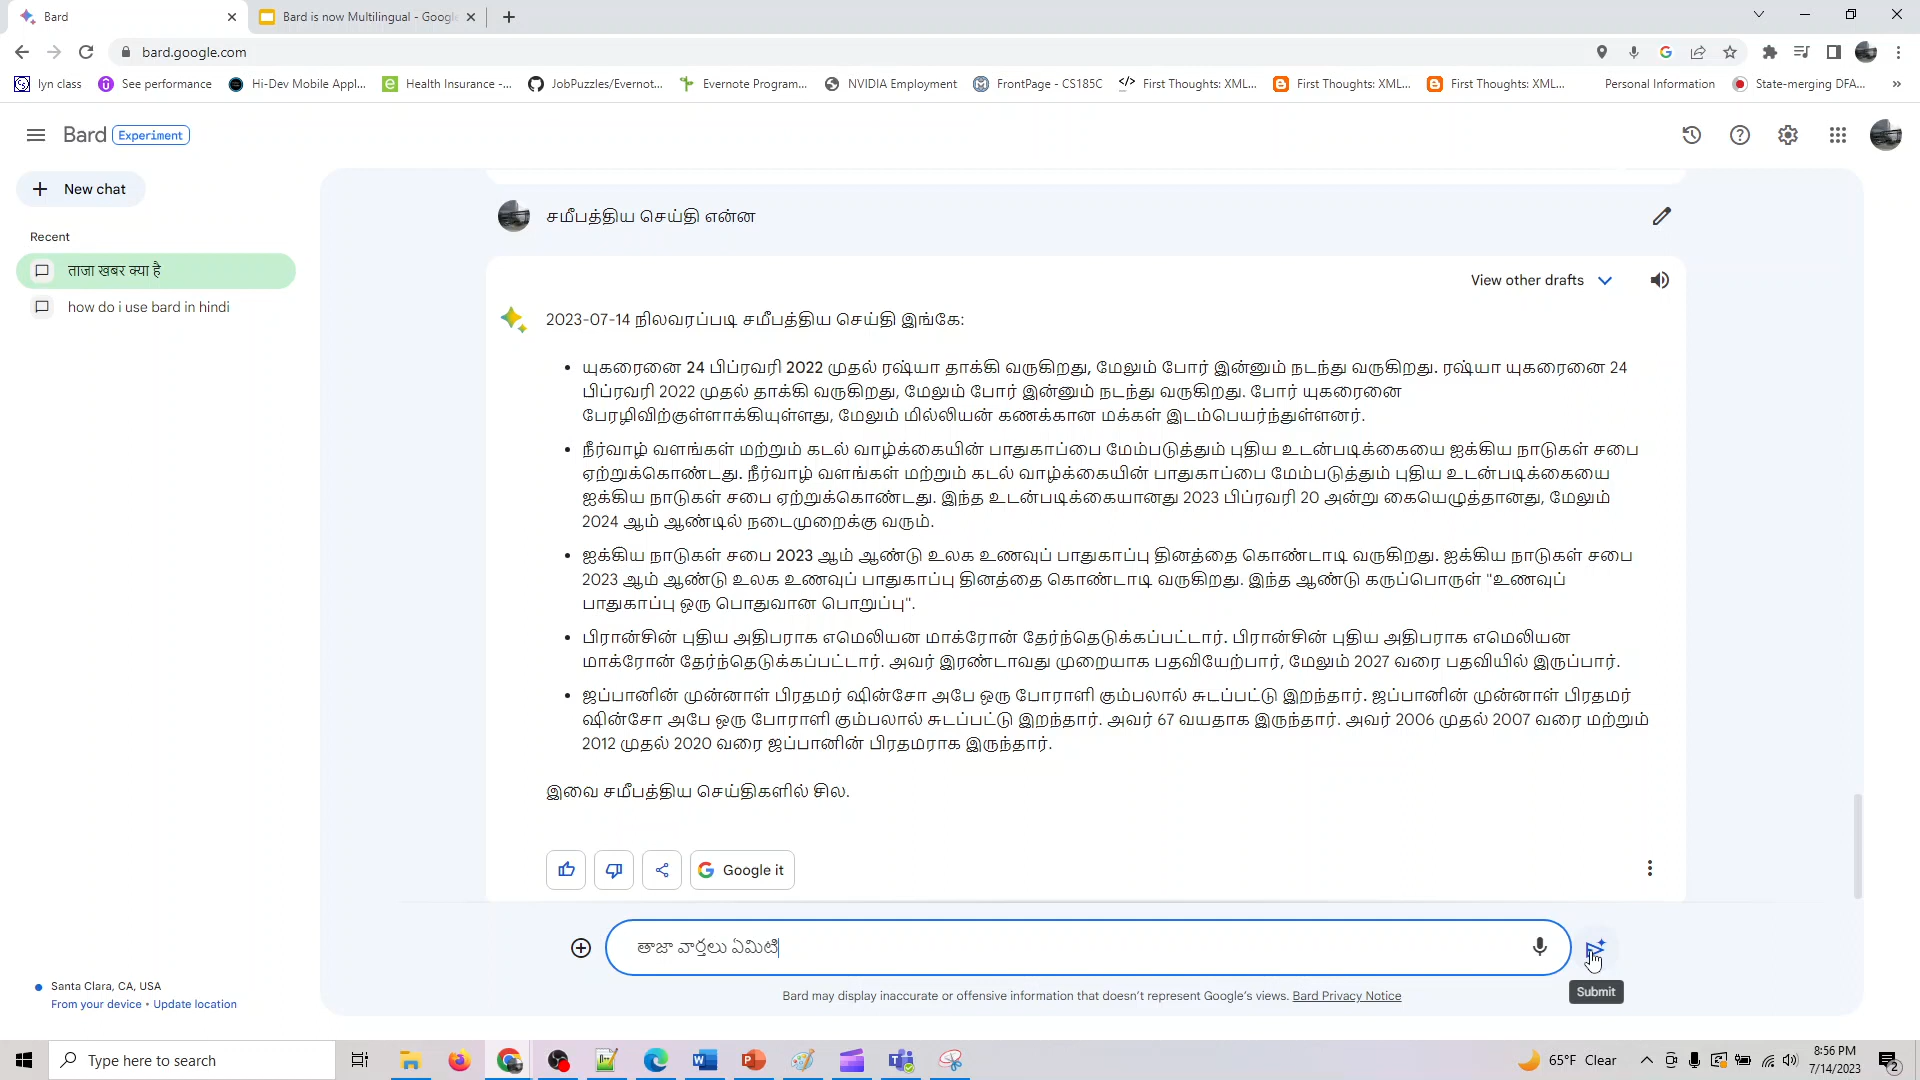 Bard
Bard is now Multilingual - Google
bard.google.com
lyn class
See performance
Hi-Dev Mobile Appl...
Health Insurance -...
JobPuzzles/Evernot...
Evernote Program...
NVIDIA Employment
FrontPage - CS185C
First Thoughts: XML...
First Thoughts: XML...
First Thoughts: XML...
Personal Information
State-merging DFA...
»
Bard Experiment
New chat
Recent
ताजा खबर क्या है
how do i use bard in hindi
சமீபத்திய செய்தி என்ன
View other drafts
2023-07-14 நிலவரப்படி சமீபத்திய செய்தி இங்கே:
• யுகரைனை 24 பிப்ரவரி 2022 முதல் ரஷ்யா தாக்கி வருகிறது, மேலும் போர் இன்னும் நடந்து வருகிறது. ரஷ்யா யுகரைனை 24
பிப்ரவரி 2022 முதல் தாக்கி வருகிறது, மேலும் போர் இன்னும் நடந்து வருகிறது. போர் யுகரைனை
பேரழிவிற்குள்ளாக்கியுள்ளது, மேலும் மில்லியன் கணக்கான மக்கள் இடம்பெயர்ந்துள்ளனர்.
• நீர்வாழ் வளங்கள் மற்றும் கடல் வாழ்க்கையின் பாதுகாப்பை மேம்படுத்தும் புதிய உடன்படிக்கையை ஐக்கிய நாடுகள் சபை
ஏற்றுக்கொண்டது. நீர்வாழ் வளங்கள் மற்றும் கடல் வாழ்க்கையின் பாதுகாப்பை மேம்படுத்தும் புதிய உடன்படிக்கையை
ஐக்கிய நாடுகள் சபை ஏற்றுக்கொண்டது. இந்த உடன்படிக்கையானது 2023 பிப்ரவரி 20 அன்று கையெழுத்தானது, மேலும்
2024 ஆம் ஆண்டில் நடைமுறைக்கு வரும்.
• ஐக்கிய நாடுகள் சபை 2023 ஆம் ஆண்டு உலக உணவுப் பாதுகாப்பு தினத்தை கொண்டாடி வருகிறது. ஐக்கிய நாடுகள் சபை
2023 ஆம் ஆண்டு உலக உணவுப் பாதுகாப்பு தினத்தை கொண்டாடி வருகிறது. இந்த ஆண்டு கருப்பொருள் "உணவுப்
பாதுகாப்பு ஒரு பொதுவான பொறுப்பு".
• பிரான்சின் புதிய அதிபராக எமெலியன மாக்ரோன் தேர்ந்தெடுக்கப்பட்டார். பிரான்சின் புதிய அதிபராக எமெலியன
மாக்ரோன் தேர்ந்தெடுக்கப்பட்டார். அவர் இரண்டாவது முறையாக பதவியேற்பார், மேலும் 2027 வரை பதவியில் இருப்பார்.
• ஜப்பானின் முன்னாள் பிரதமர் ஷின்சோ அபே ஒரு போராளி கும்பலால் சுடப்பட்டு இறந்தார். ஜப்பானின் முன்னாள் பிரதமர்
ஷின்சோ அபே ஒரு போராளி கும்பலால் சுடப்பட்டு இறந்தார். அவர் 67 வயதாக இருந்தார். அவர் 2006 முதல் 2007 வரை மற்றும்
2012 முதல் 2020 வரை ஜப்பானின் பிரதமராக இருந்தார்.
இவை சமீபத்திய செய்திகளில் சில.
Google it
తాజా వార్తలు ఏమిటి
Submit
Bard may display inaccurate or offensive information that doesn't represent Google's views. Bard Privacy Notice
Santa Clara, CA, USA
From your device • Update location
Type here to search
65°F Clear
8:56 PM
7/14/2023
2